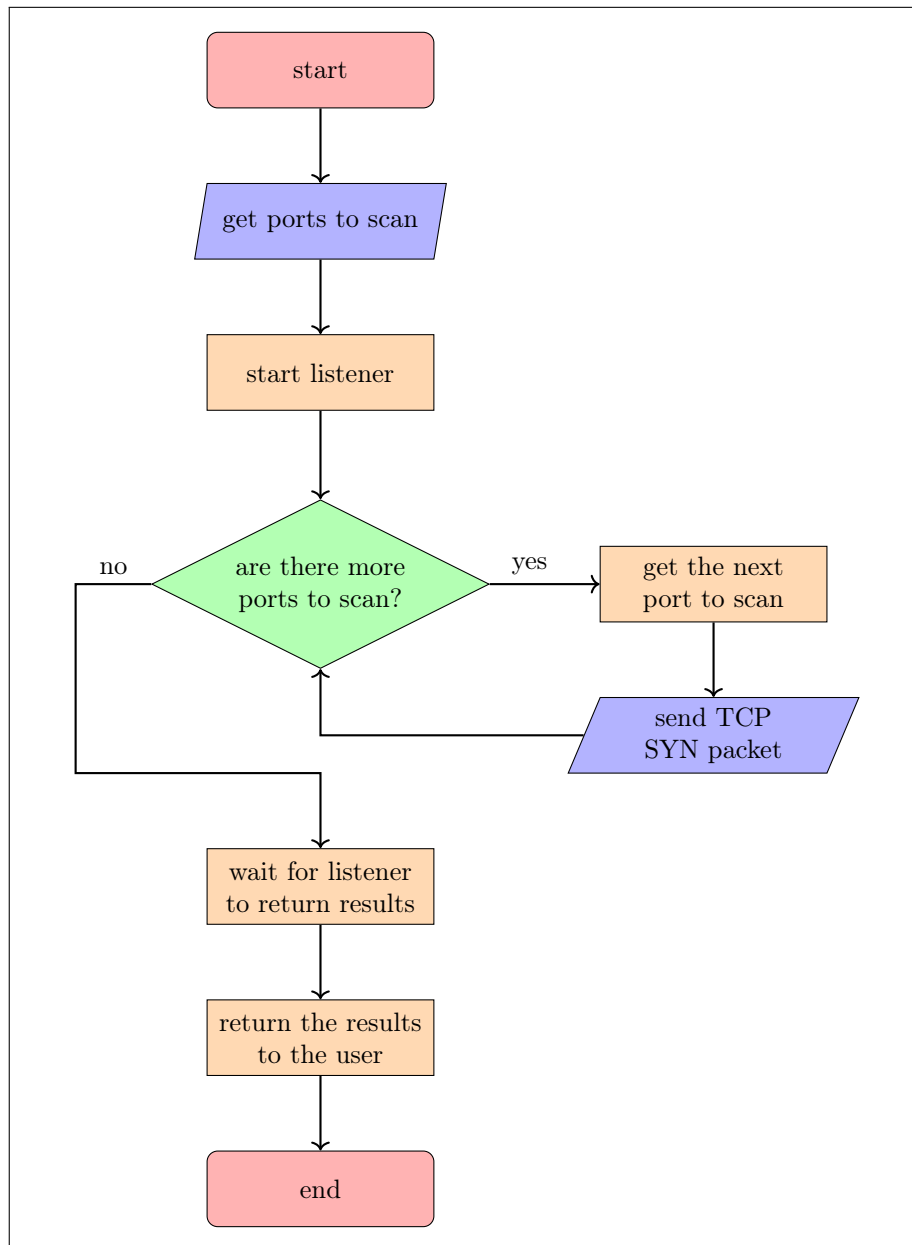 start
get ports to scan
start listener
are there more
ports to scan?
no
yes
get the next
port to scan
send TCP
SYN packet
wait for listener
to return results
return the results
to the user
end